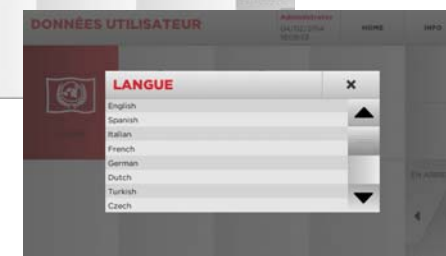 DONNÉES UTILISATEUR
Administrator
HOME
INFO
LANGUE
English
Spanish
Italian
French
German
Dutch
Turkish
Czech